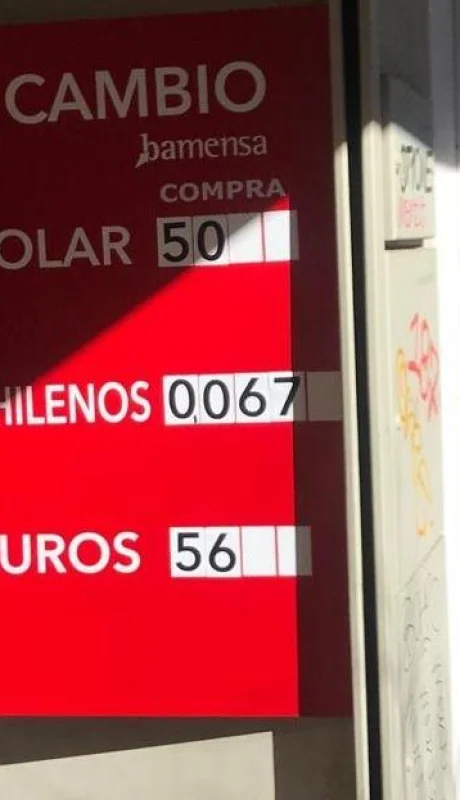 CAMBIO
bamensa
COMPRA
OLAR 50
HILENOS 0,067
UROS 56